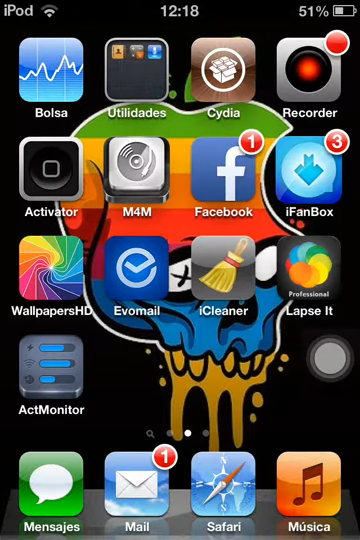 iPod 12:18 51%
Bolsa Utilidades Cydia Recorder
1 3
Activator M4M Facebook iFanBox
WallpapersHD Evomail iCleaner Professional Lapse It
ActMonitor
1
Mensajes Mail Safari Música